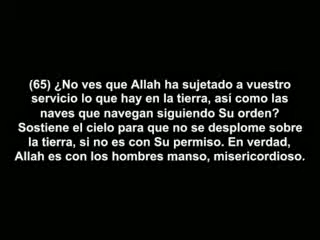 (65) ¿No ves que Allah ha sujetado a vuestro
servicio lo que hay en la tierra, así como las
naves que navegan siguiendo Su orden?
Sostiene el cielo para que no se desplome sobre
la tierra, si no es con Su permiso. En verdad,
Allah es con los hombres manso, misericordioso.